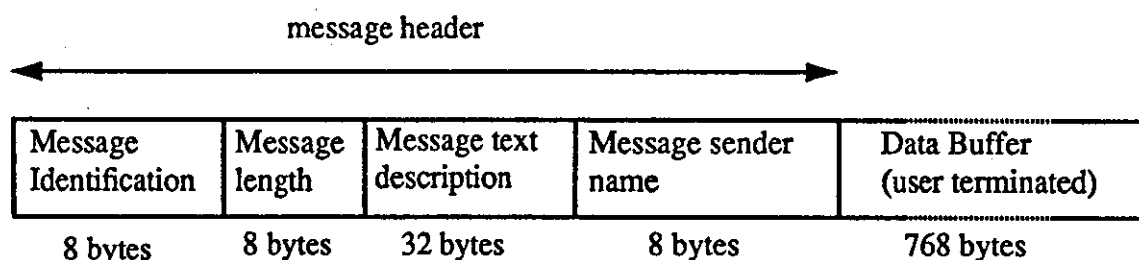 message header
Message Identification
Message length
Message text description
Message sender name
Data Buffer (user terminated)
8 bytes
8 bytes
32 bytes
8 bytes
768 bytes